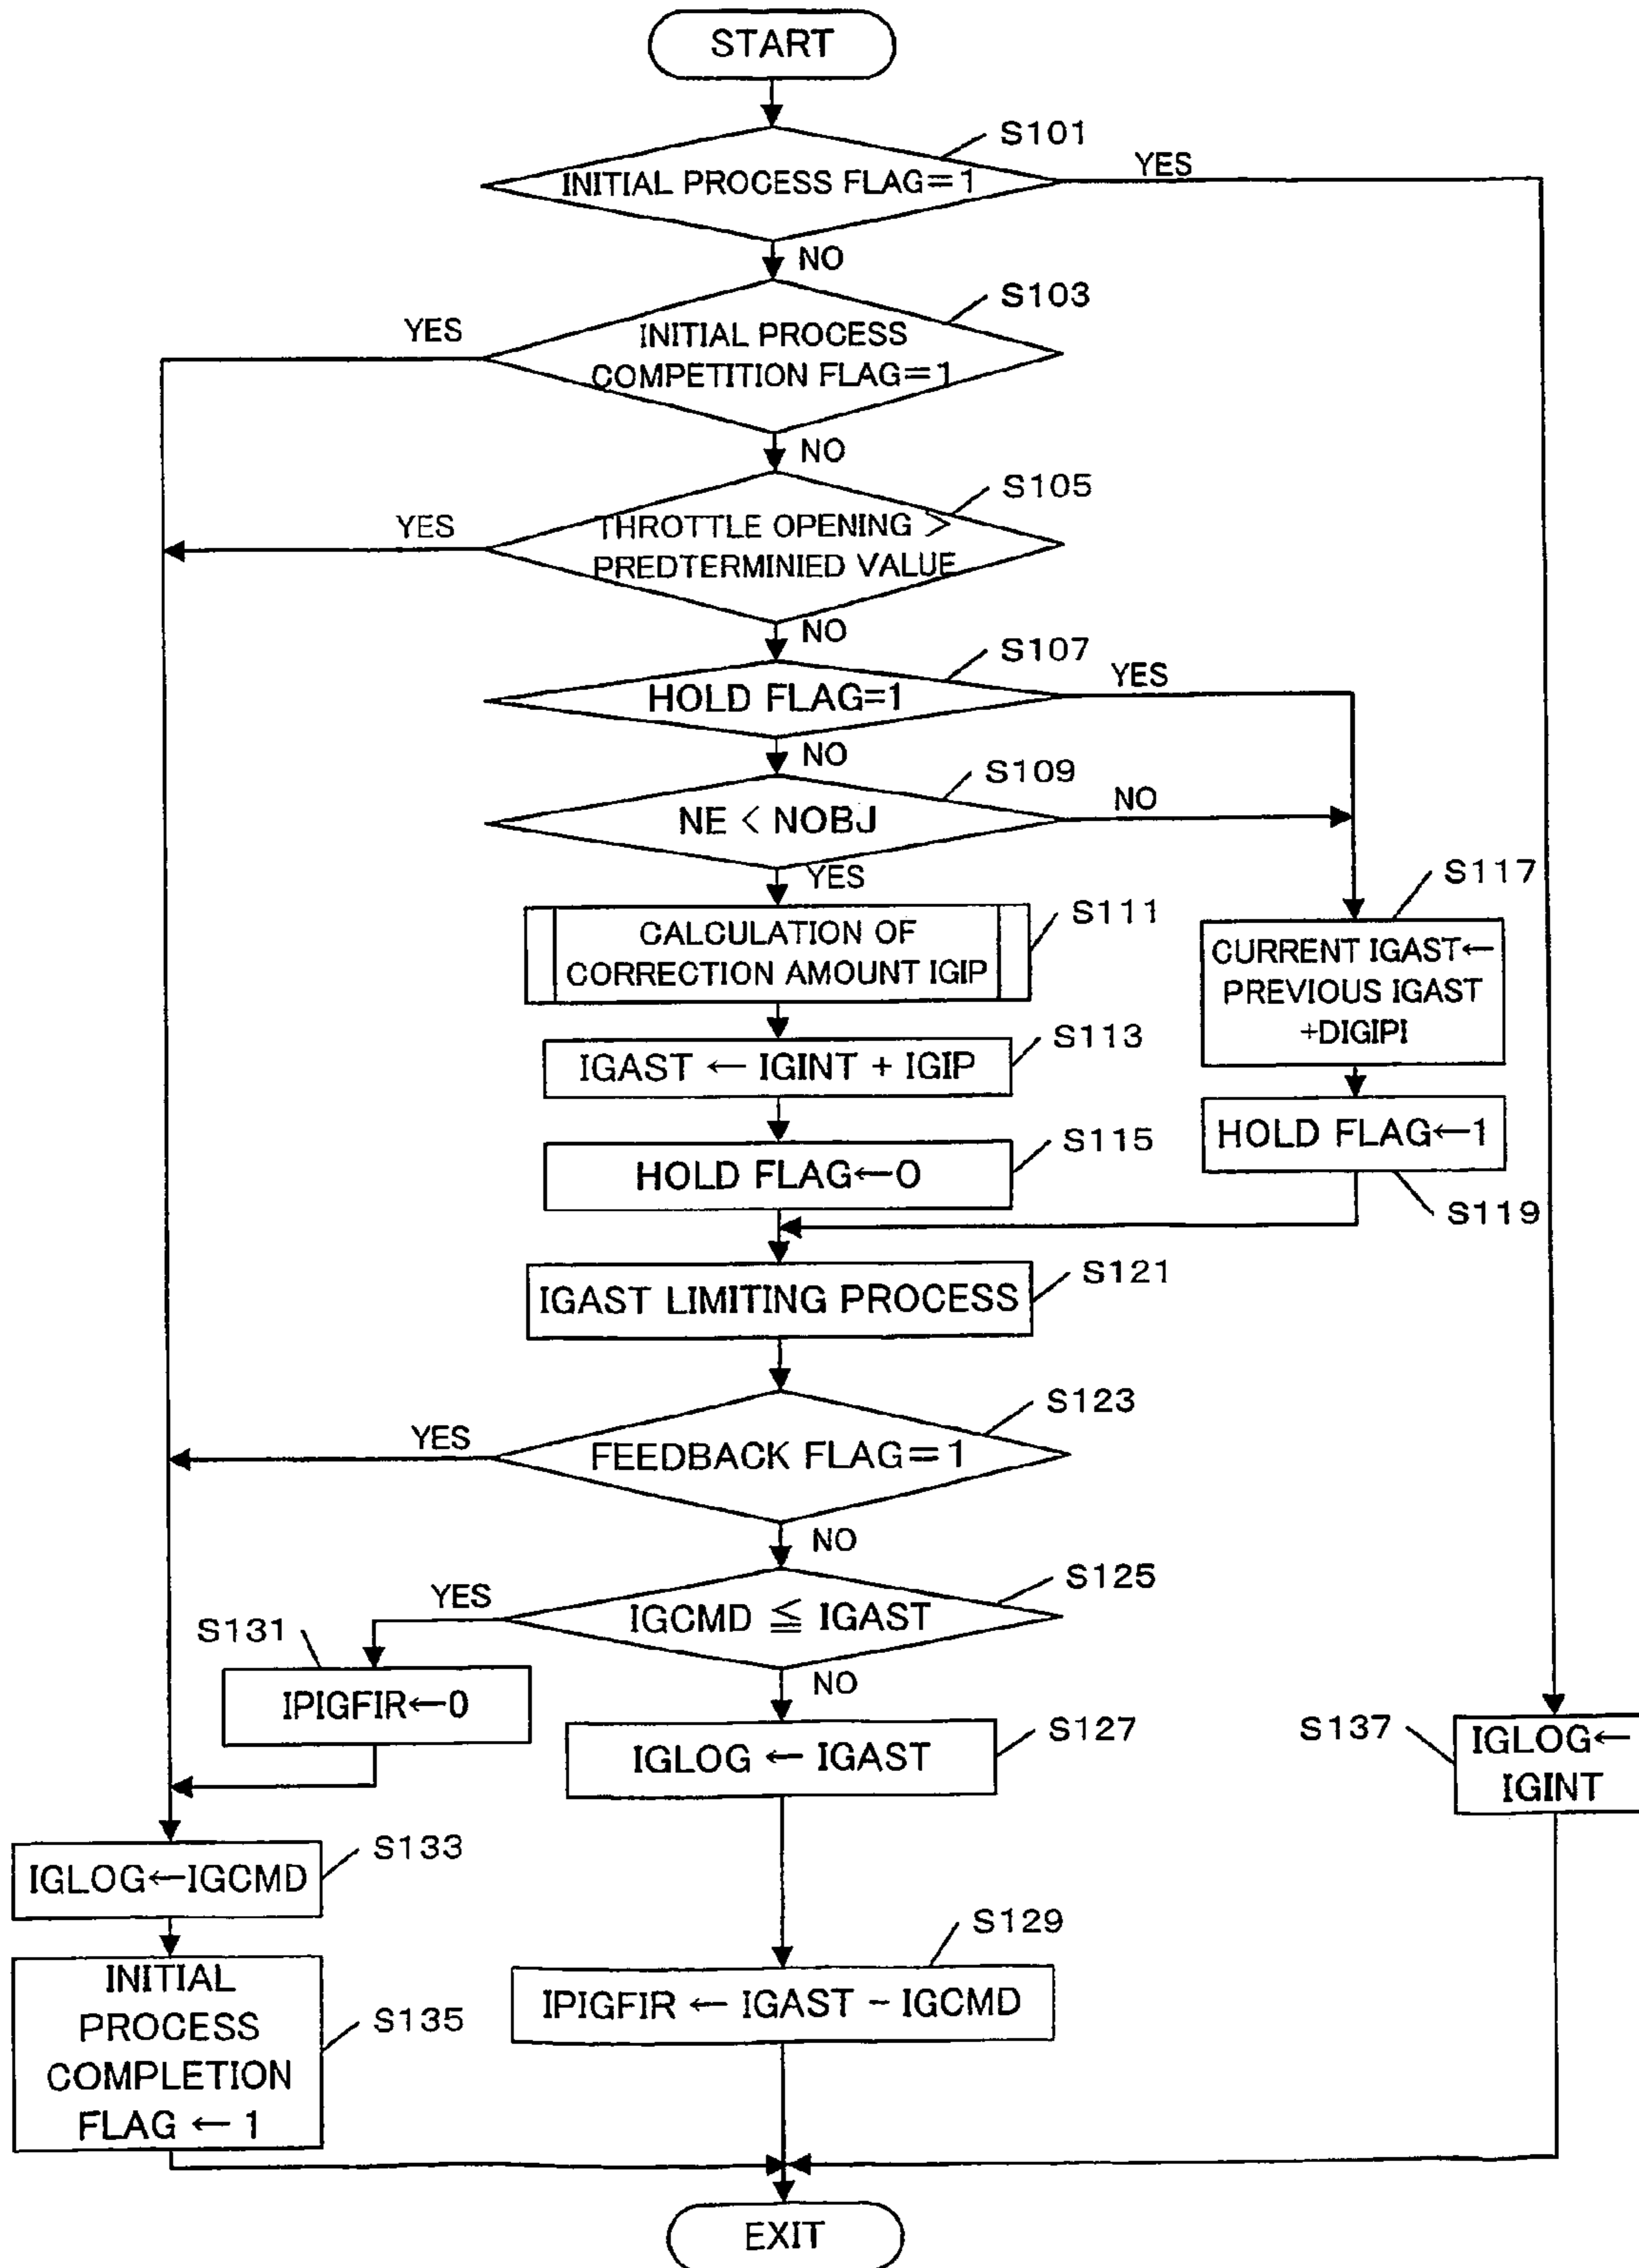 START
S101
INITIAL PROCESS FLAG=1
YES
NO
S103
YES
INITIAL PROCESS
COMPETITION FLAG=1
NO
S105
YES
THROTTLE OPENING >
PREDTERMINIED VALUE
NO
S107
HOLD FLAG=1
YES
NO
S109
NE < NOBJ
NO
YES
S111
CALCULATION OF
CORRECTION AMOUNT IGIP
S117
CURRENT IGAST←
PREVIOUS IGAST
+DIGIPI
S113
IGAST ← IGINT + IGIP
S115
HOLD FLAG←0
HOLD FLAG←1
S119
S121
IGAST LIMITING PROCESS
S123
YES
FEEDBACK FLAG=1
NO
S125
YES
IGCMD ≦ IGAST
S131
NO
IPIGFIR←0
S127
IGLOG ← IGAST
S137
IGLOG←
IGINT
S133
IGLOG←IGCMD
S129
IPIGFIR ← IGAST - IGCMD
INITIAL
PROCESS
COMPLETION
FLAG ← 1
S135
EXIT